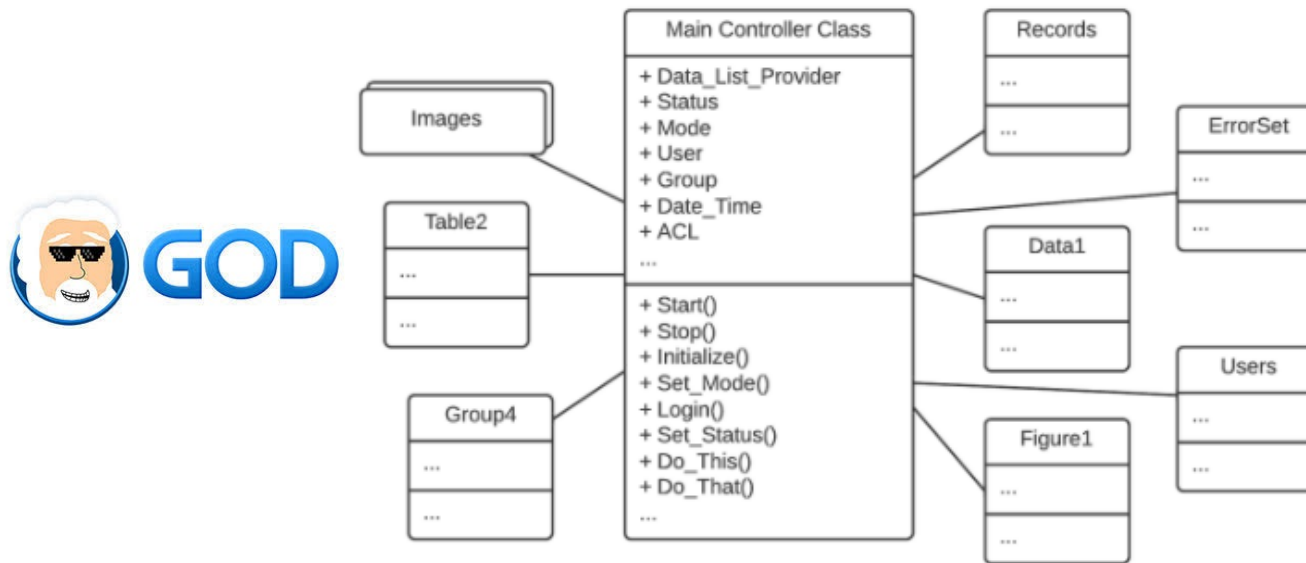 GOD
Images
Table2
...
...
Group4
...
...
Main Controller Class
+ Data_List_Provider
+ Status
+ Mode
+ User
+ Group
+ Date_Time
+ ACL
...
+ Start()
+ Stop()
+ Initialize()
+ Set_Mode()
+ Login()
+ Set_Status()
+ Do_This()
+ Do_That()
...
Records
...
...
ErrorSet
...
...
Data1
...
...
Users
...
...
Figure1
...
...